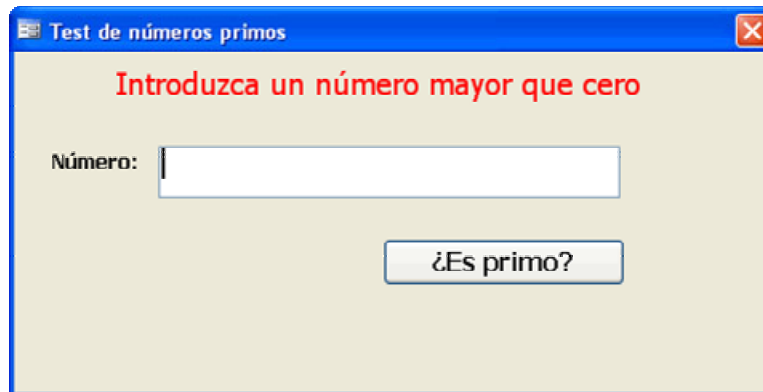 Test de números primos
Introduzca un número mayor que cero
Número:
¿Es primo?